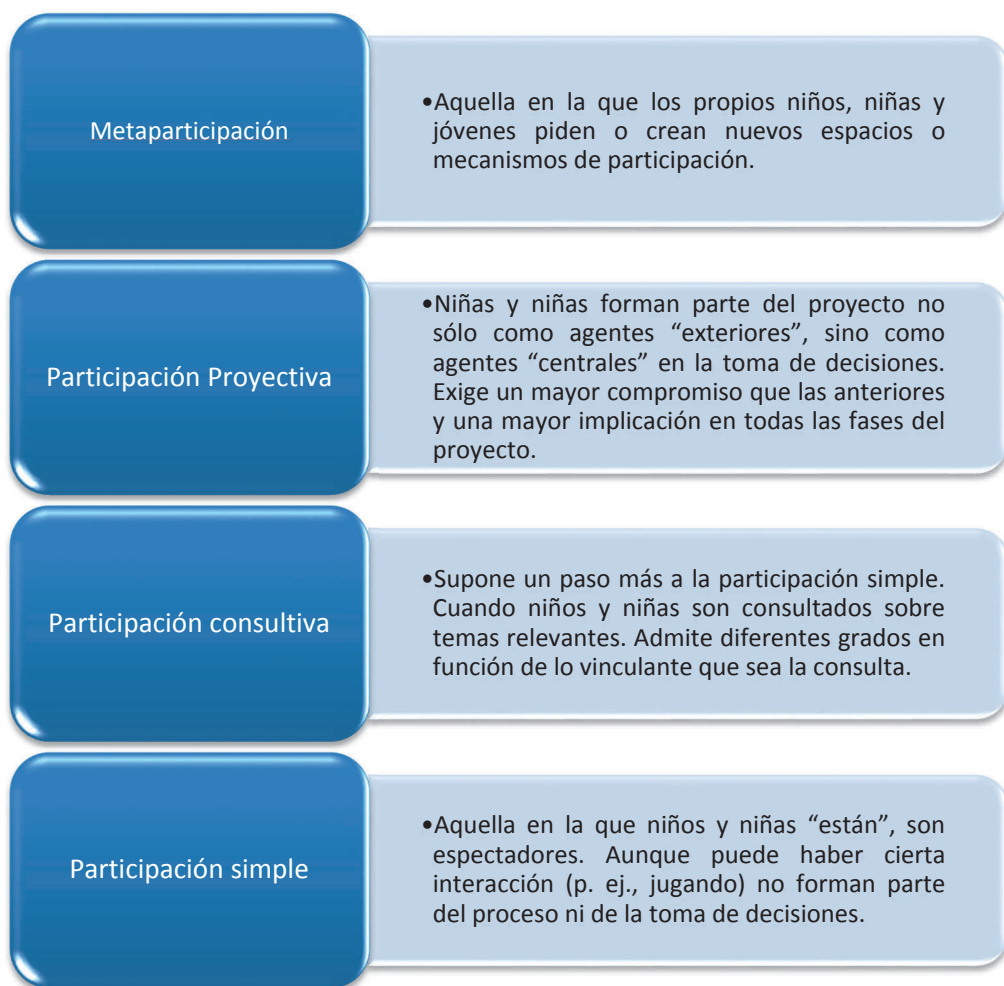 Metaparticipación
•Aquella en la que los propios niños, niñas y
jóvenes piden o crean nuevos espacios o
mecanismos de participación.
Participación Proyectiva
•Niñas y niñas forman parte del proyecto no
sólo como agentes “exteriores”, sino como
agentes “centrales” en la toma de decisiones.
Exige un mayor compromiso que las anteriores
y una mayor implicación en todas las fases del
proyecto.
Participación consultiva
•Supone un paso más a la participación simple.
Cuando niños y niñas son consultados sobre
temas relevantes. Admite diferentes grados en
función de lo vinculante que sea la consulta.
Participación simple
•Aquella en la que niños y niñas “están”, son
espectadores. Aunque puede haber cierta
interacción (p. ej., jugando) no forman parte
del proceso ni de la toma de decisiones.